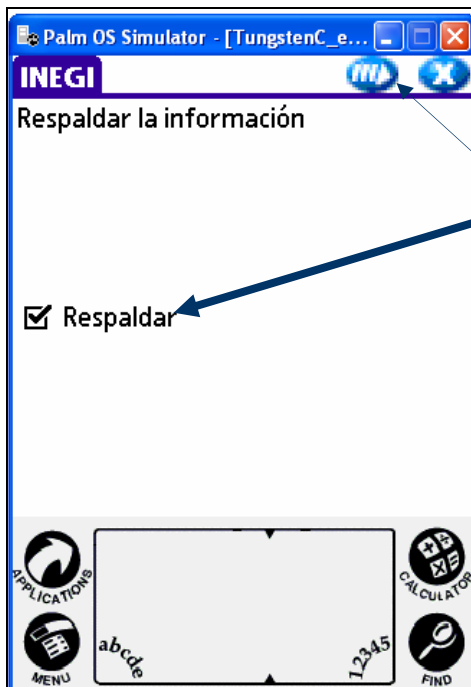 Palm OS Simulator - [TungstenC_e...
INEGI
Respaldar la información
Respaldar
APPLICATIONS
CALCULATOR
abcde
12345
MENU
FIND